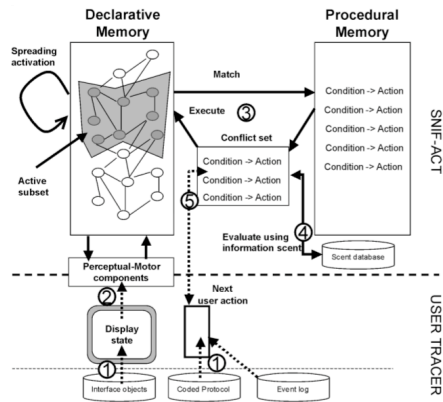 Declarative
Memory
Procedural
Memory
Spreading
activation
Match
Execute
3
Conflict set
Condition -> Action
Condition -> Action
Condition -> Action
Condition -> Action
Condition -> Action
Condition -> Action
Condition -> Action
Condition -> Action
SNIF-ACT
Active
subset
5
4
Evaluate using
information scent
Scent database
Perceptual-Motor
components
2
Next
user action
Display
state
1
1
USER TRACER
Interface objects
Coded Protocol
Event log